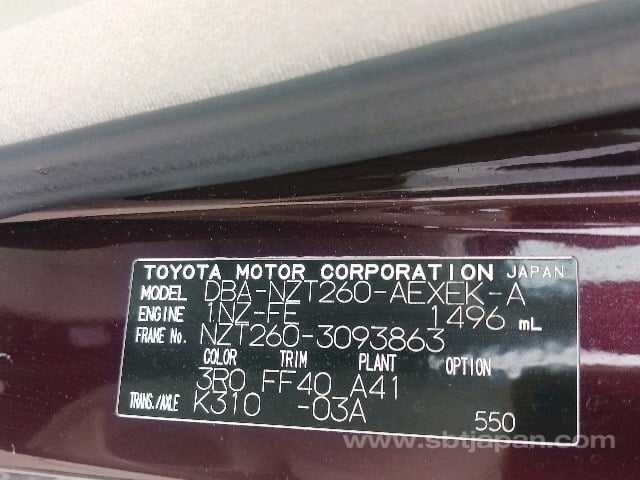 TOYOTA MOTOR CORPORATION JAPAN
MODEL DBA-NZT260-AEXEK-A
ENGINE 1NZ-FE 1496 mL
FRAME No. NZT260-3093863
COLOR TRIM PLANT OPTION
3R0 FF40 A41
TRANS./AXLE K310 -03A 550
www.sbtjapan.com